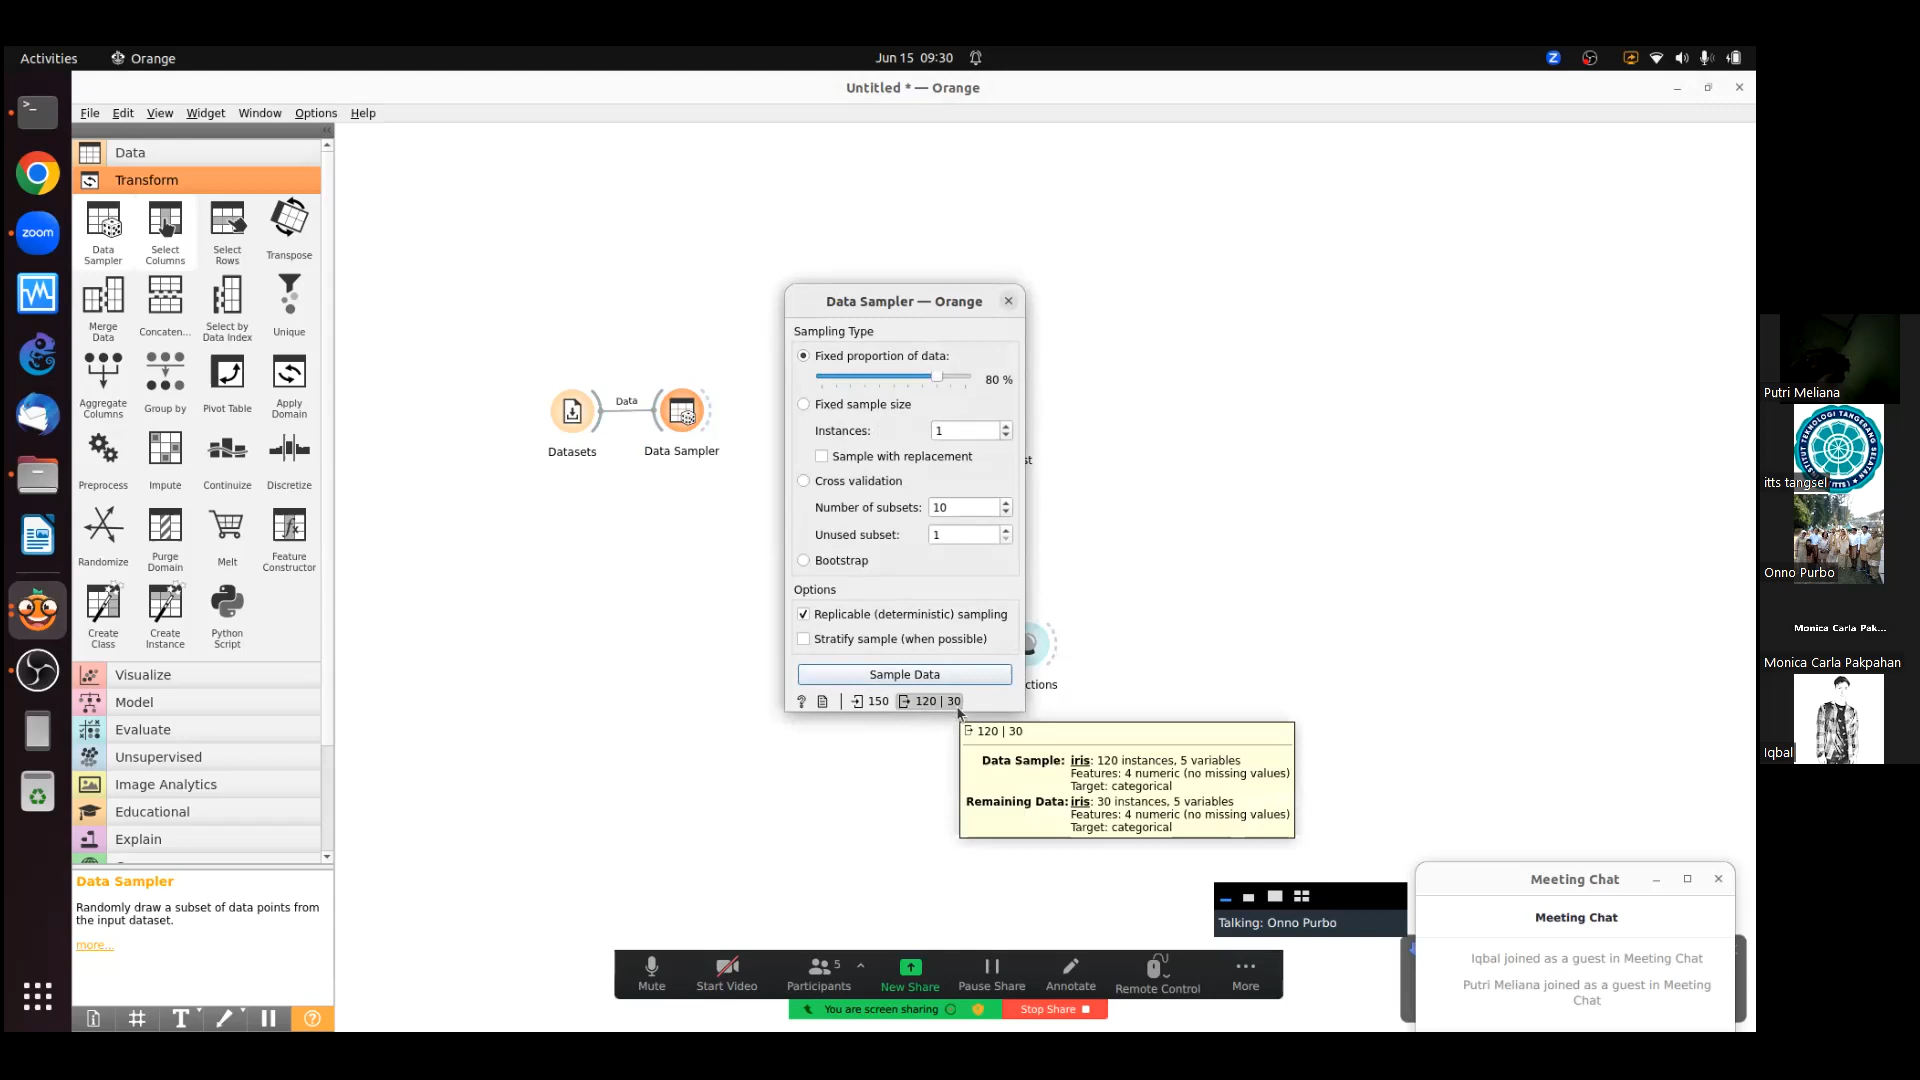 Activities
Orange
Jun 15 09:30
Untitled * — Orange
File Edit View Widget Window Options Help
Data
Transform
Data Sampler
Select Columns
Select Rows
Transpose
Merge Data
Concaten...
Select by Data Index
Unique
Aggregate Columns
Group by
Pivot Table
Apply Domain
Preprocess
Impute
Continuize
Discretize
Randomize
Purge Domain
Melt
Feature Constructor
Create Class
Create Instance
Python Script
Visualize
Model
Evaluate
Unsupervised
Image Analytics
Educational
Explain
Data Sampler
Randomly draw a subset of data points from
the input dataset.
more...
zoom
Datasets
Data
Data Sampler
Data Sampler — Orange
Sampling Type
Fixed proportion of data:
80 %
Fixed sample size
Instances: 1
Sample with replacement
Cross validation
Number of subsets: 10
Unused subset: 1
Bootstrap
Options
Replicable (deterministic) sampling
Stratify sample (when possible)
Sample Data
150
120 | 30
st
ctions
120 | 30
Data Sample: iris: 120 instances, 5 variables
Features: 4 numeric (no missing values)
Target: categorical
Remaining Data: iris: 30 instances, 5 variables
Features: 4 numeric (no missing values)
Target: categorical
Talking: Onno Purbo
Meeting Chat
Meeting Chat
Iqbal joined as a guest in Meeting Chat
Putri Meliana joined as a guest in Meeting
Chat
Mute
Start Video
5
Participants
New Share
Pause Share
Annotate
Remote Control
More
You are screen sharing
Stop Share
Putri Meliana
itts tangsel
Onno Purbo
Monica Carla Pak...
Monica Carla Pakpahan
Iqbal